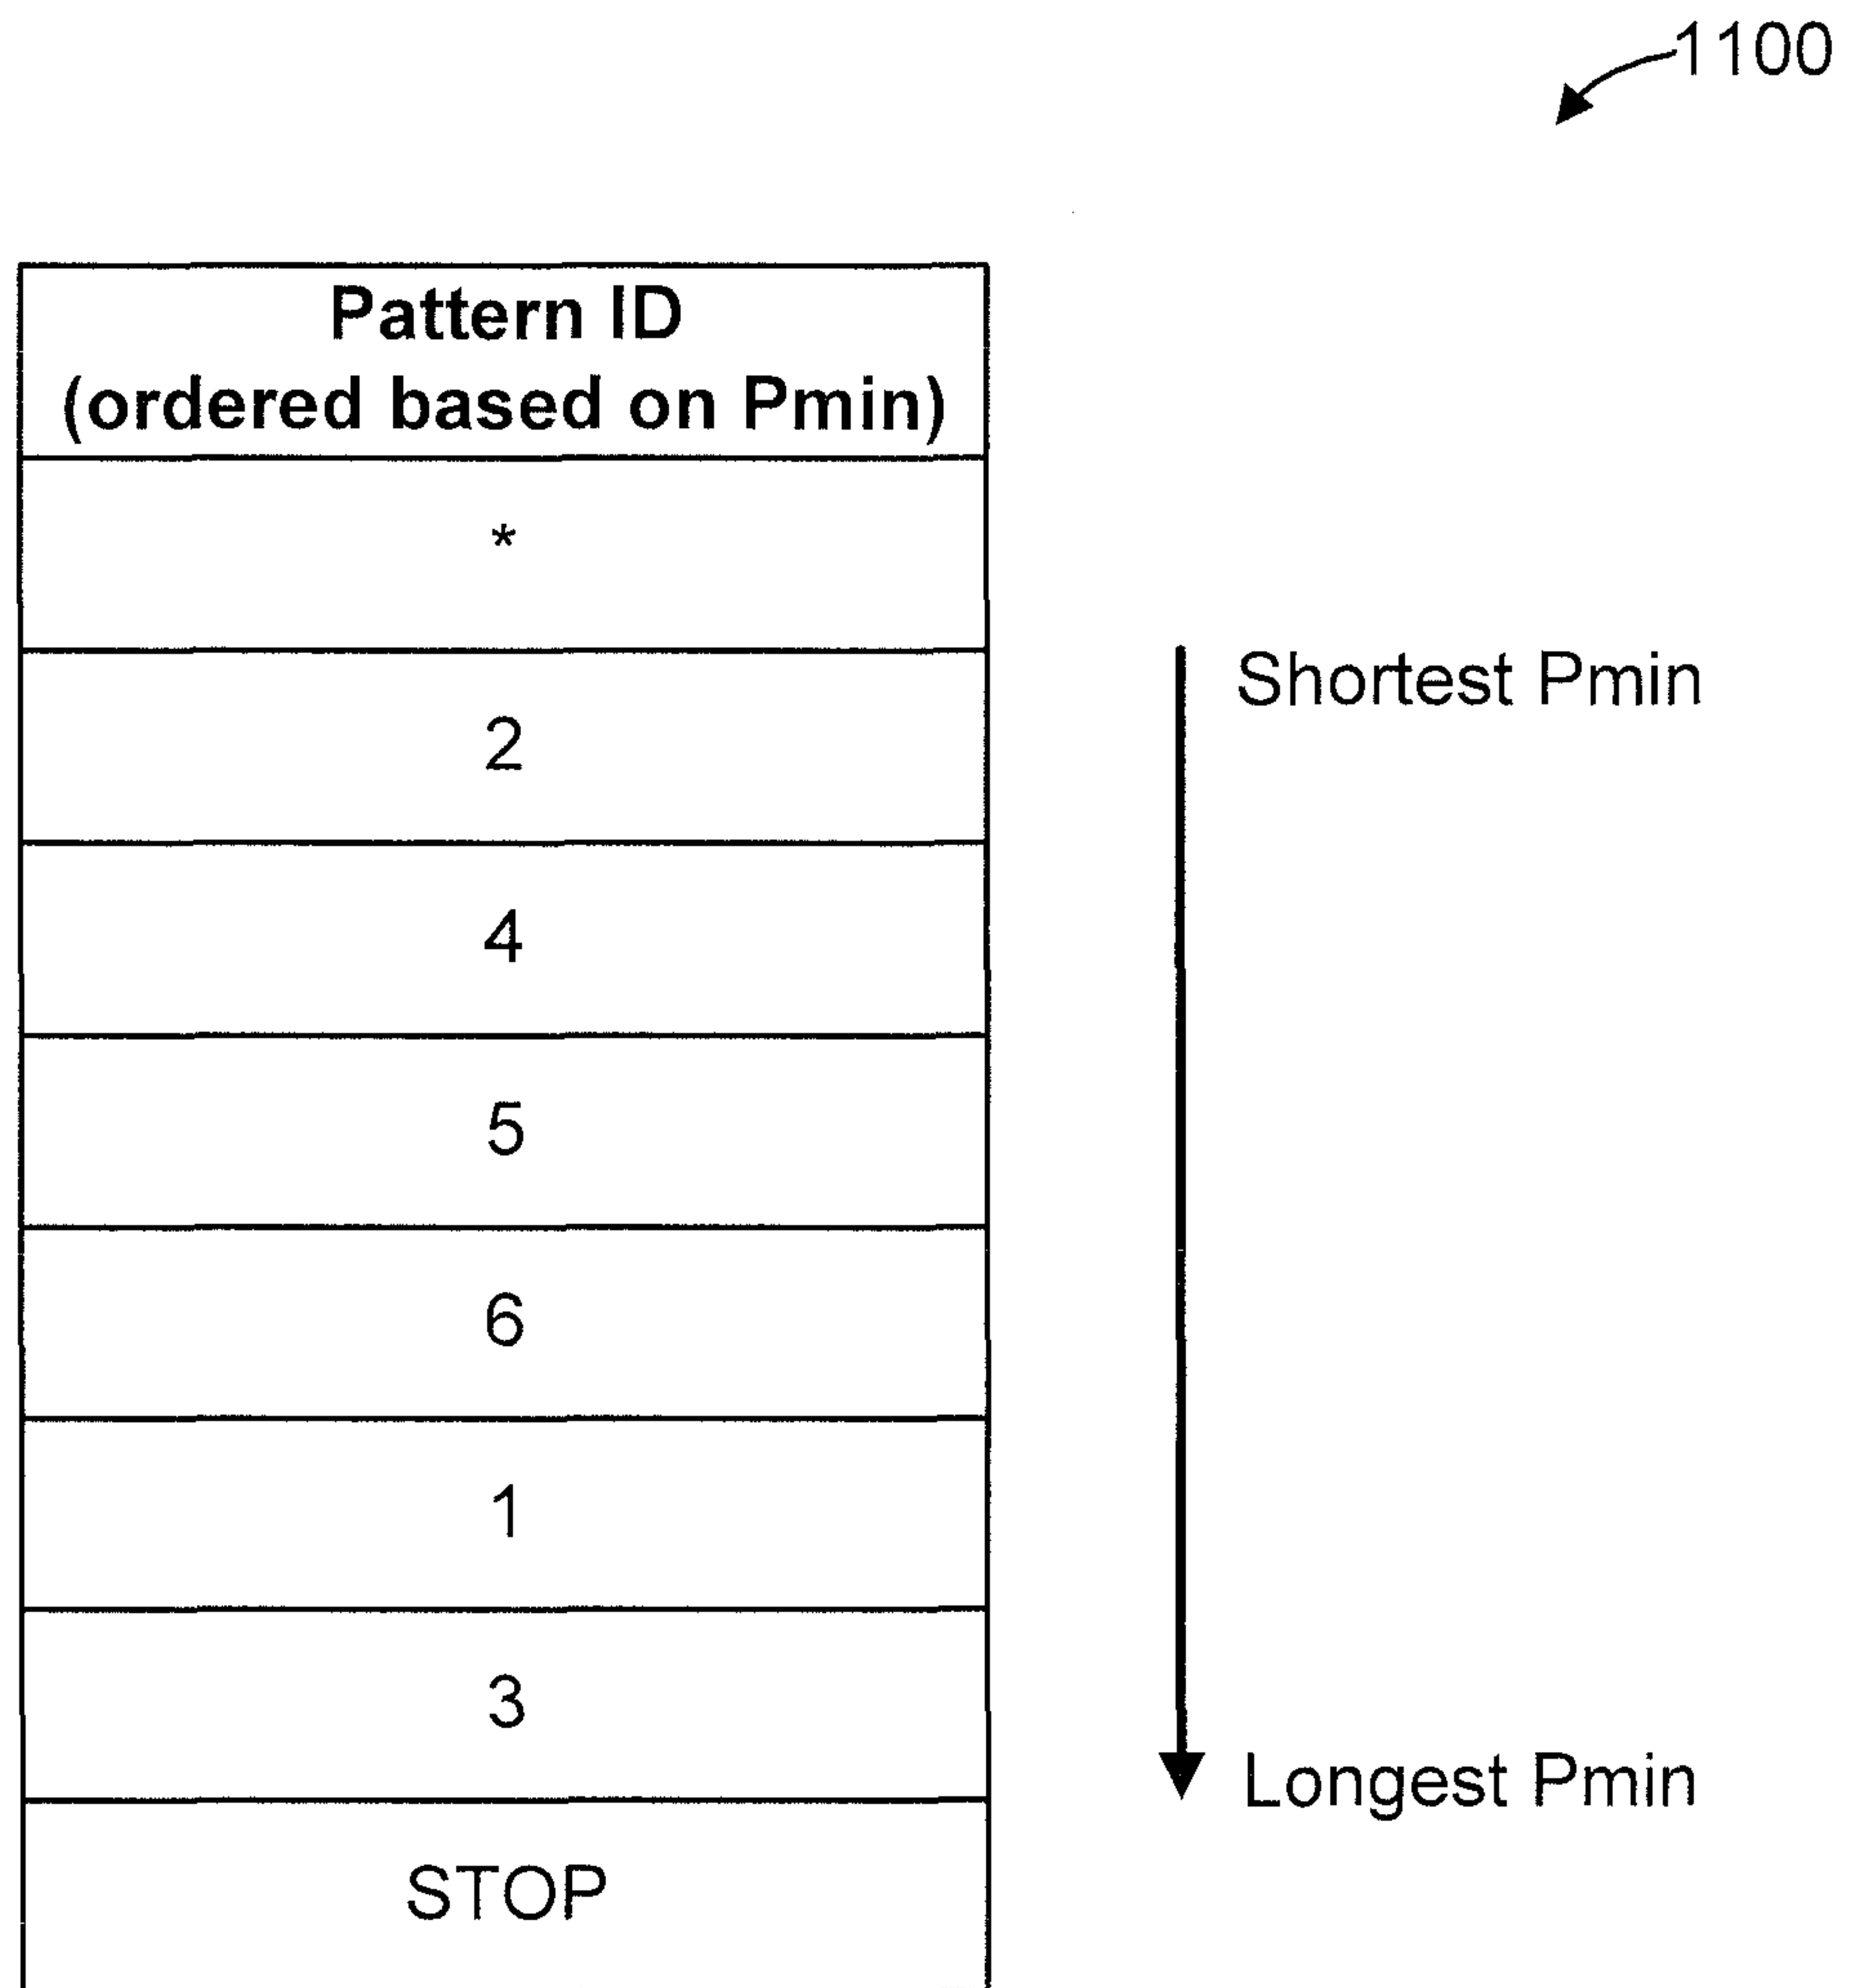 1100
Pattern ID
(ordered based on Pmin)
*
2
Shortest Pmin
4
5
6
1
3
Longest Pmin
STOP